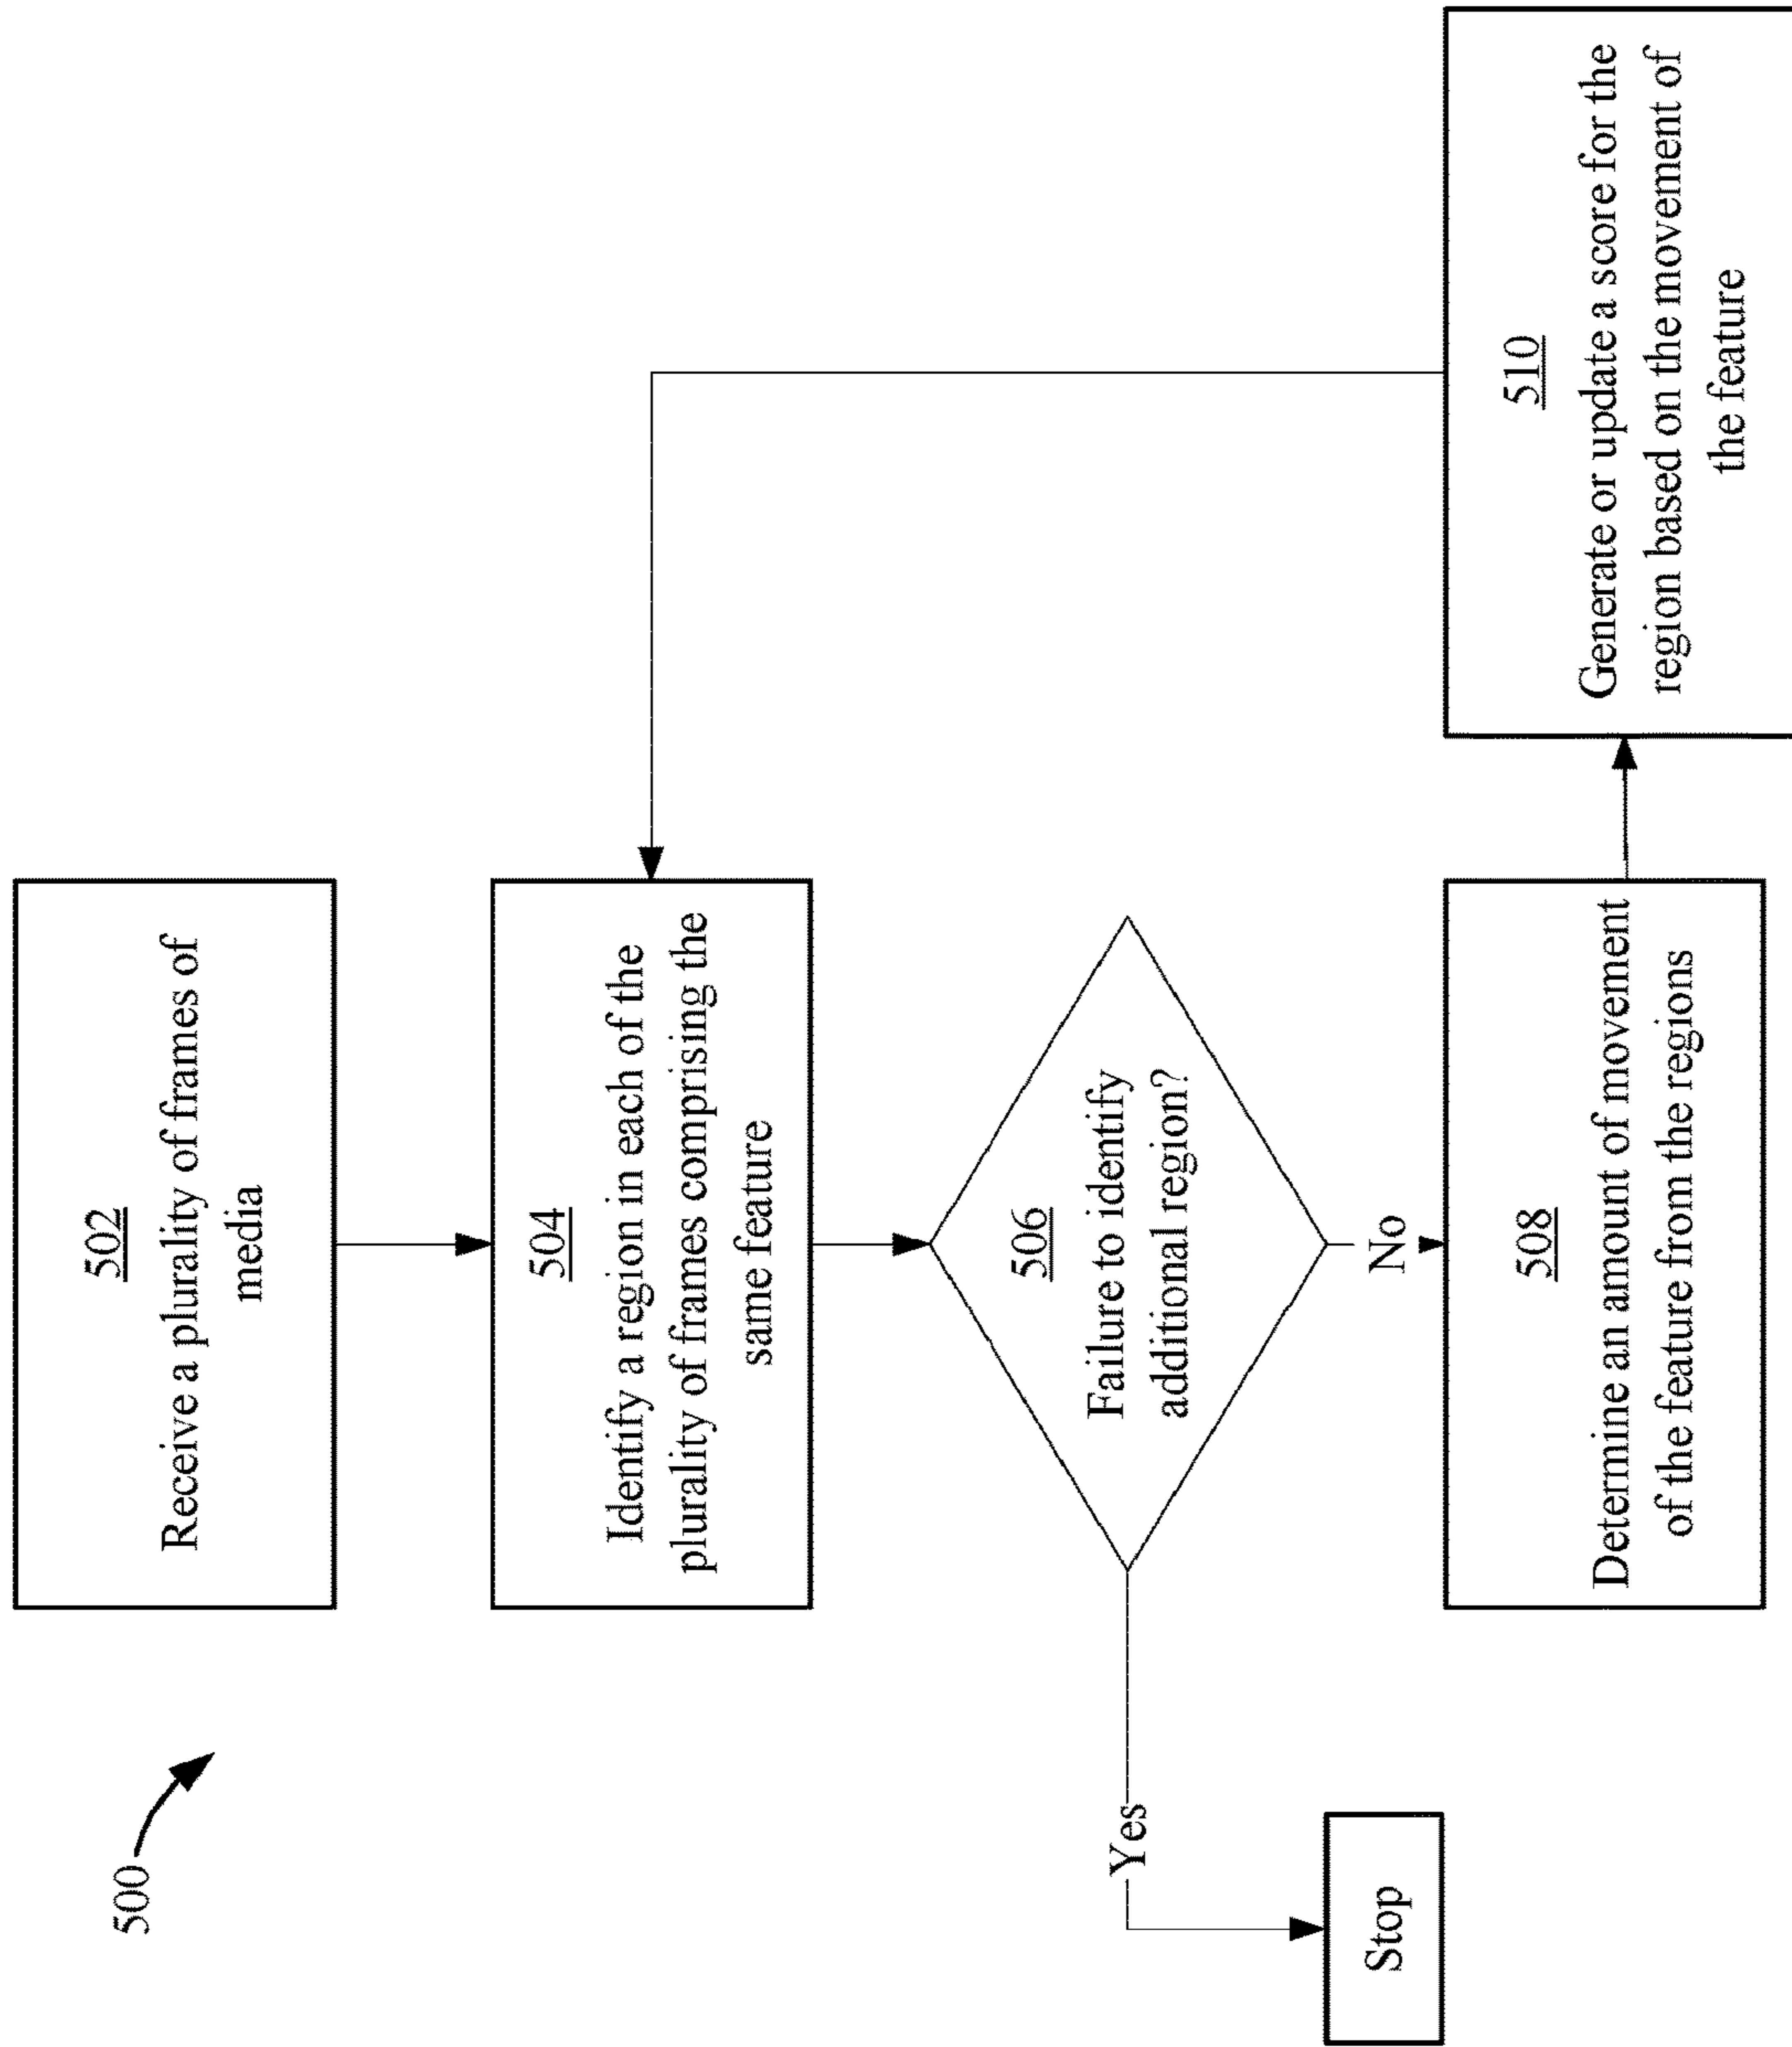 500
502
Receive a plurality of frames of
media
504
Identify a region in each of the
plurality of frames comprising the
same feature
506
Failure to identify
additional region?
Yes
Stop
No
508
Determine an amount of movement
of the feature from the regions
510
Generate or update a score for the
region based on the movement of
the feature